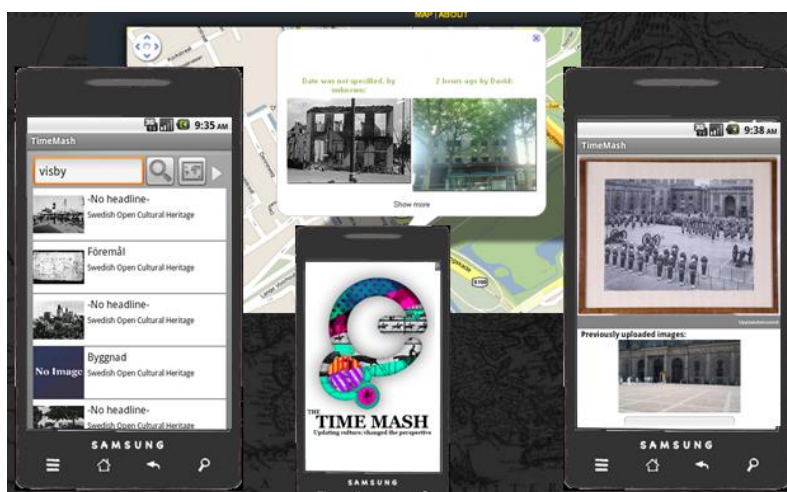 MAP | ABOUT
Date was not specified, by
unknown:
2 hours ago by David:
Show more
9:35 AM
TimeMash
visby
-No headline-
Swedish Open Cultural Heritage
Föremål
Swedish Open Cultural Heritage
-No headline-
Swedish Open Cultural Heritage
No Image
Byggnad
Swedish Open Cultural Heritage
-No headline-
Swedish Open Cultural Heritage
SAMSUNG
THE
TIME MASH
Updating culture, changed the perspective
SAMSUNG
9:38 AM
TimeMash
Previously uploaded images:
SAMSUNG